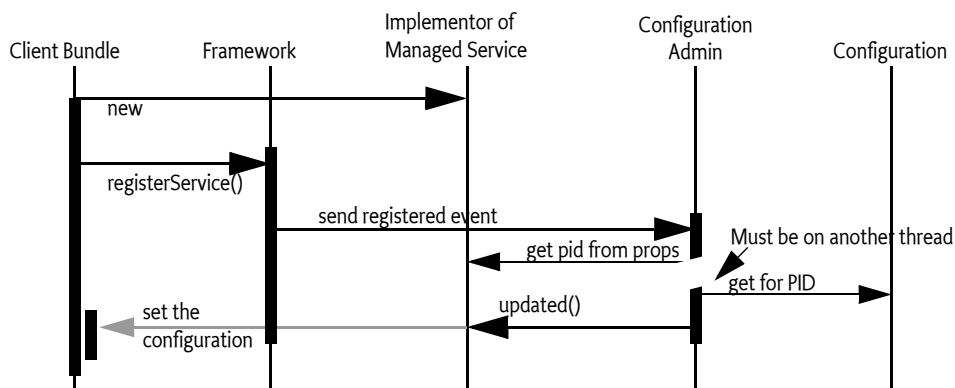 Client Bundle
Framework
Implementor of
Managed Service
Configuration
Admin
Configuration
new
registerService()
send registered event
Must be on another thread
get pid from props
get for PID
updated()
set the
configuration